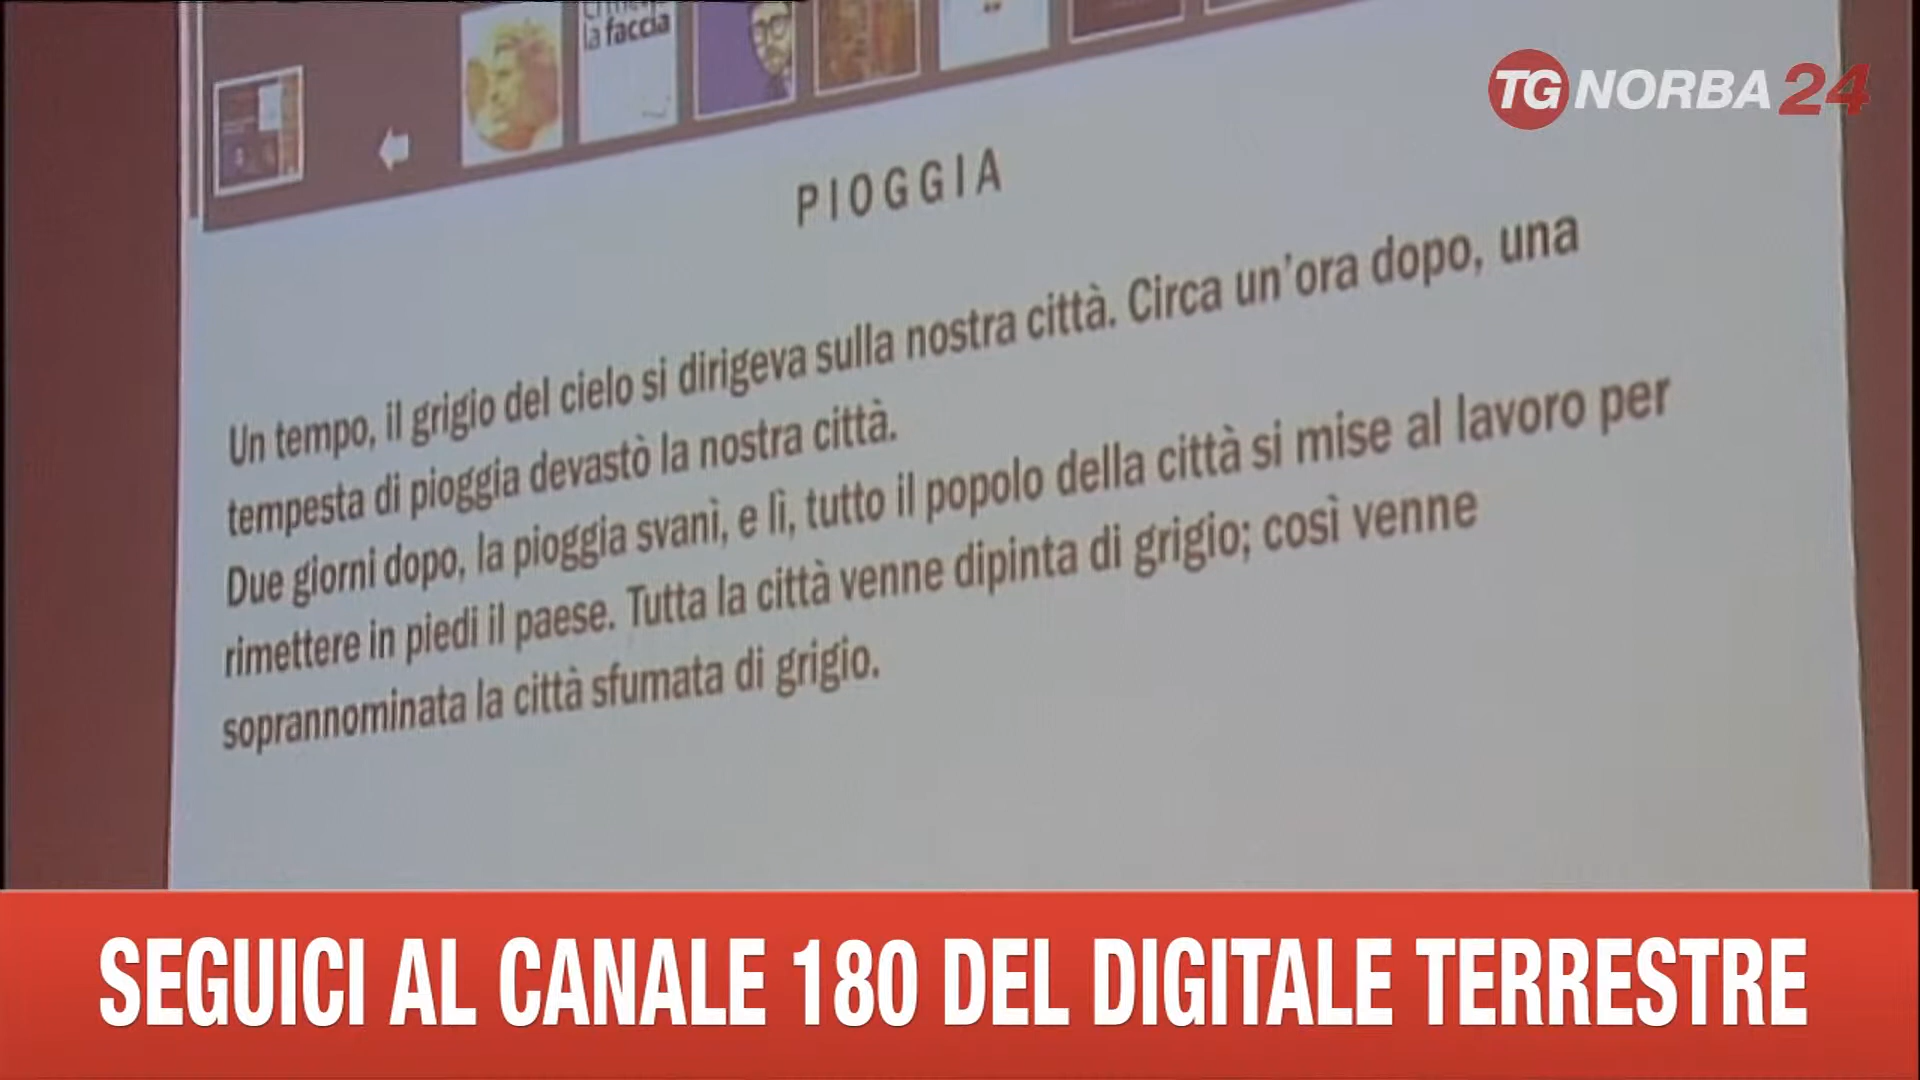 la faccia
TG NORBA 24
PIOGGIA
Un tempo, il grigio del cielo si dirigeva sulla nostra città. Circa un'ora dopo, una
tempesta di pioggia devastò la nostra città.
Due giorni dopo, la pioggia svanì, e lì, tutto il popolo della città si mise al lavoro per
rimettere in piedi il paese. Tutta la città venne dipinta di grigio; così venne
soprannominata la città sfumata di grigio.
SEGUICI AL CANALE 180 DEL DIGITALE TERRESTRE